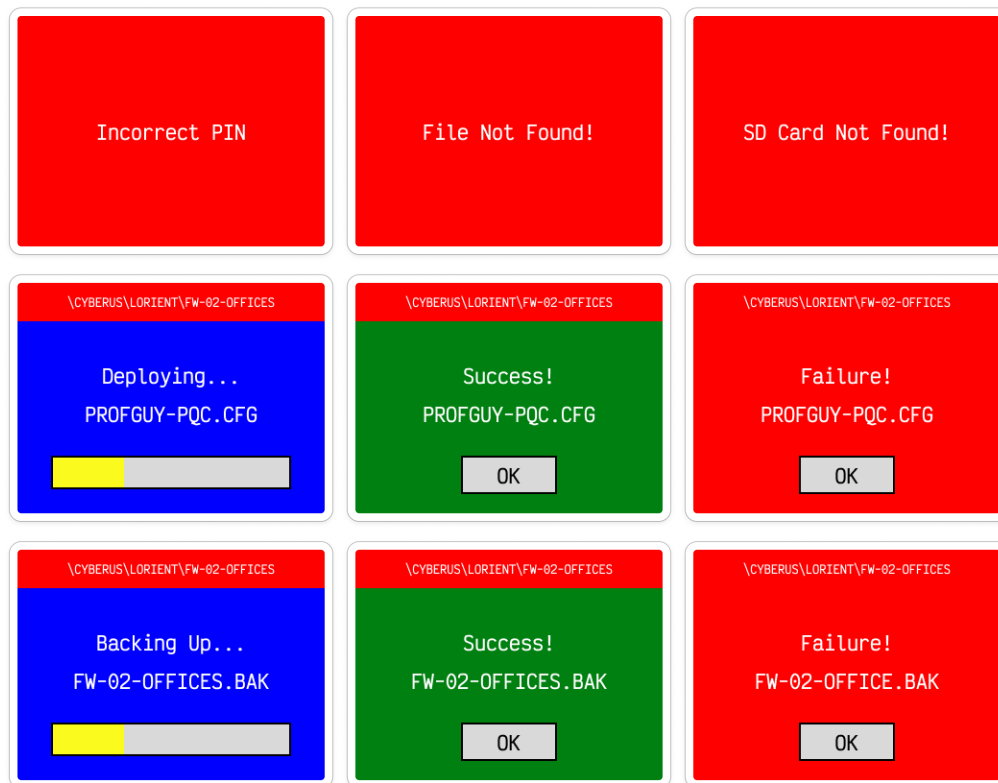 Incorrect PIN
File Not Found!
SD Card Not Found!
\CYBERUS\LORIENT\FW-02-OFFICES
Deploying...
PROFGUY-PQC.CFG
\CYBERUS\LORIENT\FW-02-OFFICES
Success!
PROFGUY-PQC.CFG
OK
\CYBERUS\LORIENT\FW-02-OFFICES
Failure!
PROFGUY-PQC.CFG
OK
\CYBERUS\LORIENT\FW-02-OFFICES
Backing Up...
FW-02-OFFICES.BAK
\CYBERUS\LORIENT\FW-02-OFFICES
Success!
FW-02-OFFICES.BAK
OK
\CYBERUS\LORIENT\FW-02-OFFICES
Failure!
FW-02-OFFICE.BAK
OK